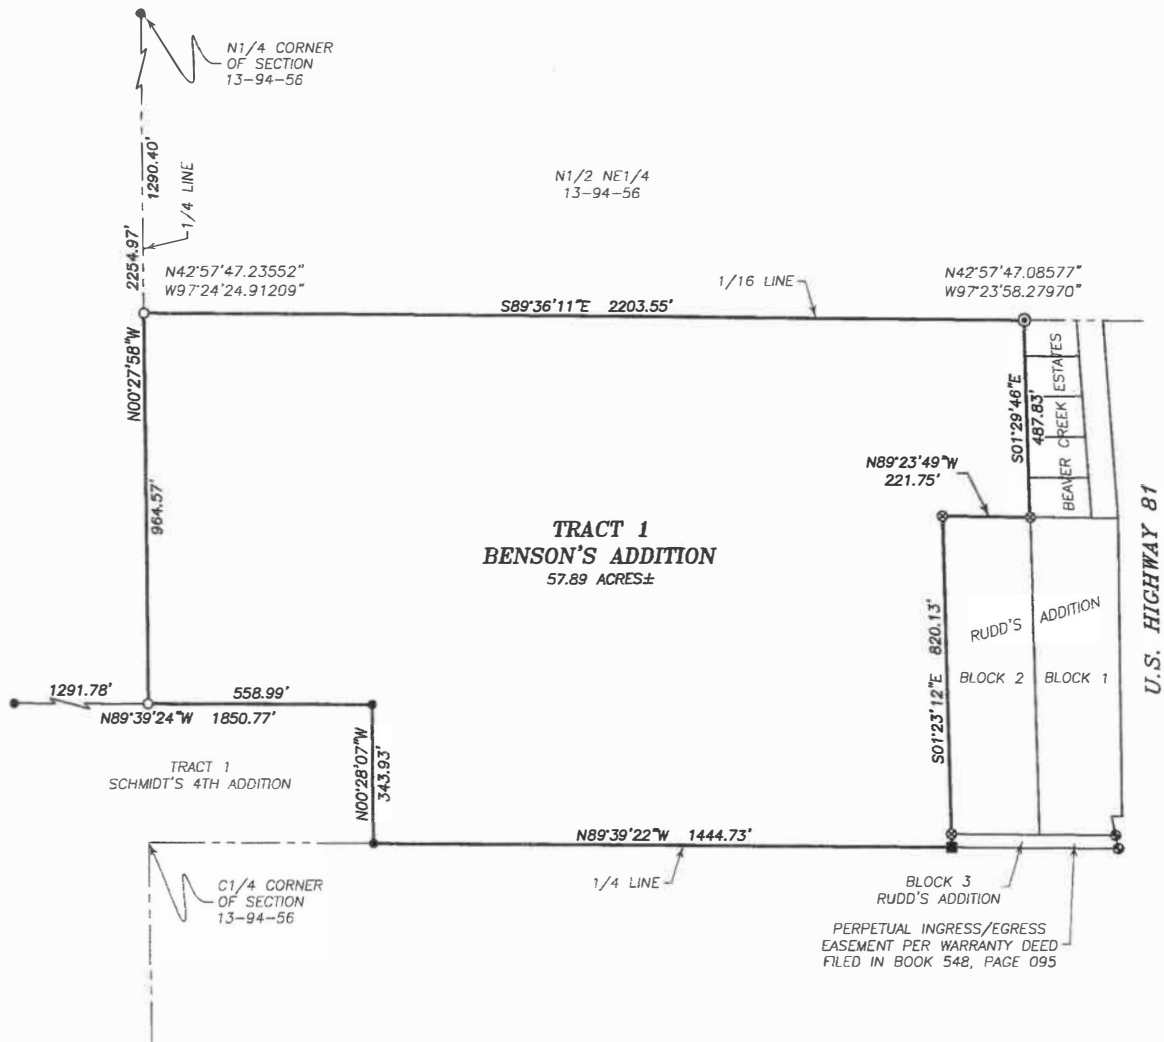 N1/4 CORNER
OF SECTION
13-94-56
1290.40'
1/4 LINE
2254.97'
N1/2 NE1/4
13-94-56
N42°57'47.23552"
W97°24'24.91209"
1/16 LINE
N42°57'47.08577"
W97°23'58.27970"
S89°36'11"E 2203.55'
N00°27'58"W
964.57'
S01°29'46"E
487.83'
BEAVER CREEK ESTATES
N89°23'49"W
221.75'
TRACT 1
BENSON'S ADDITION
57.89 ACRES±
U.S. HIGHWAY 81
S01°23'12"E 820.13'
RUDD'S ADDITION
BLOCK 2
BLOCK 1
1291.78'
558.99'
N89°39'24"W 1850.77'
TRACT 1
SCHMIDT'S 4TH ADDITION
N00°28'07"W
343.93'
N89°39'22"W 1444.73'
1/4 LINE
C1/4 CORNER
OF SECTION
13-94-56
BLOCK 3
RUDD'S ADDITION
PERPETUAL INGRESS/EGRESS
EASEMENT PER WARRANTY DEED
FILED IN BOOK 548, PAGE 095